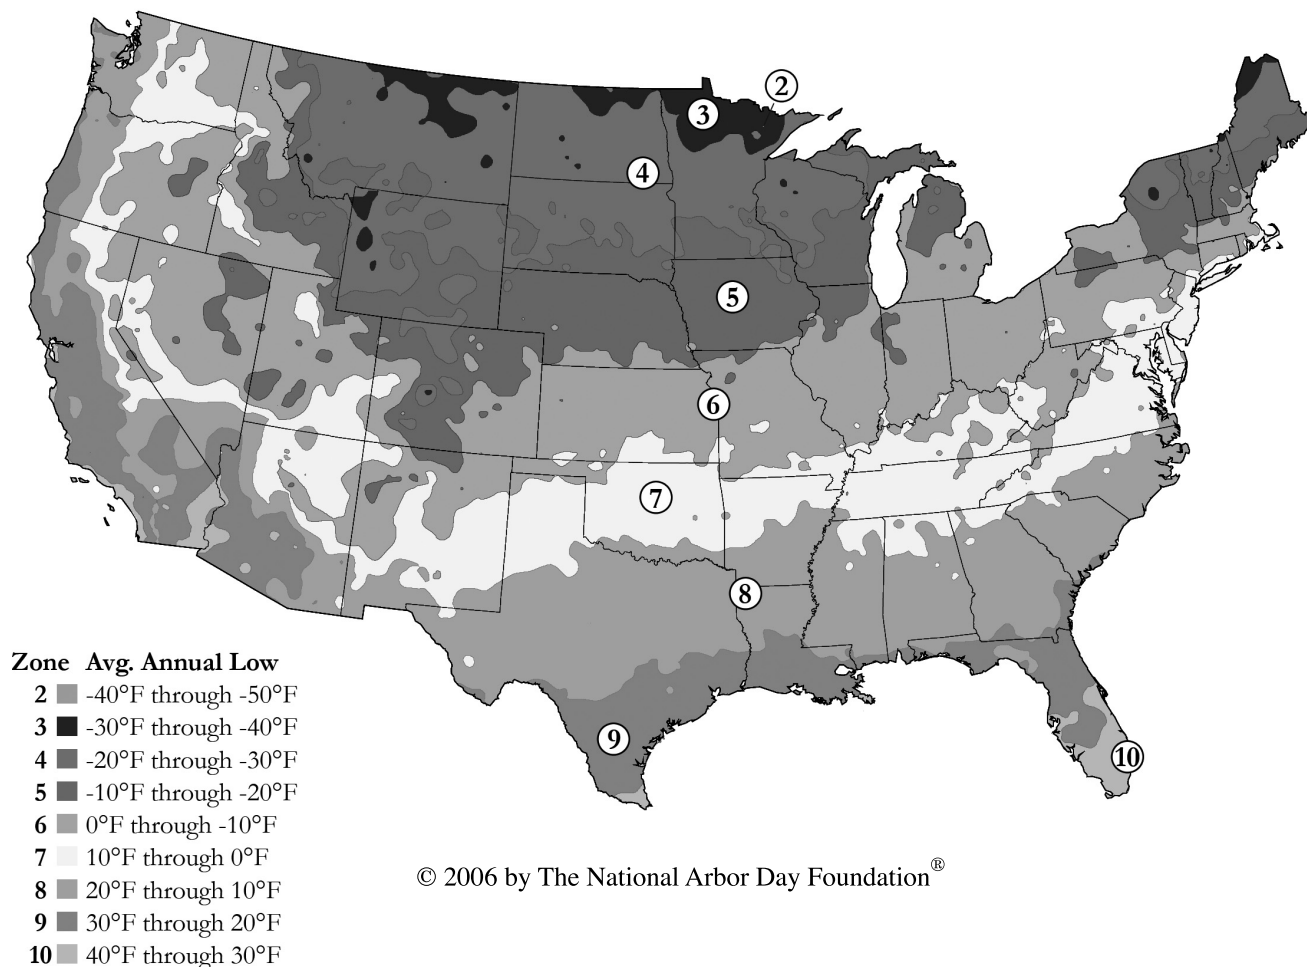 2
3
4
5
6
7
8
9
10
Zone Avg. Annual Low
2 -40°F through -50°F
3 -30°F through -40°F
4 -20°F through -30°F
5 -10°F through -20°F
6 0°F through -10°F
7 10°F through 0°F
8 20°F through 10°F
9 30°F through 20°F
10 40°F through 30°F
© 2006 by The National Arbor Day Foundation®